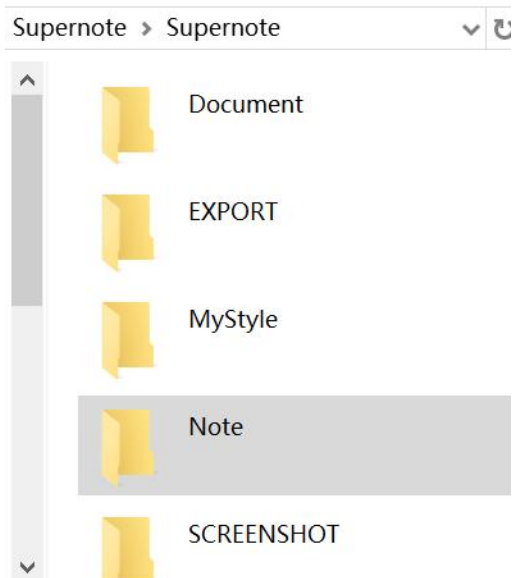 Supernote > Supernote
Document
EXPORT
MyStyle
Note
SCREENSHOT